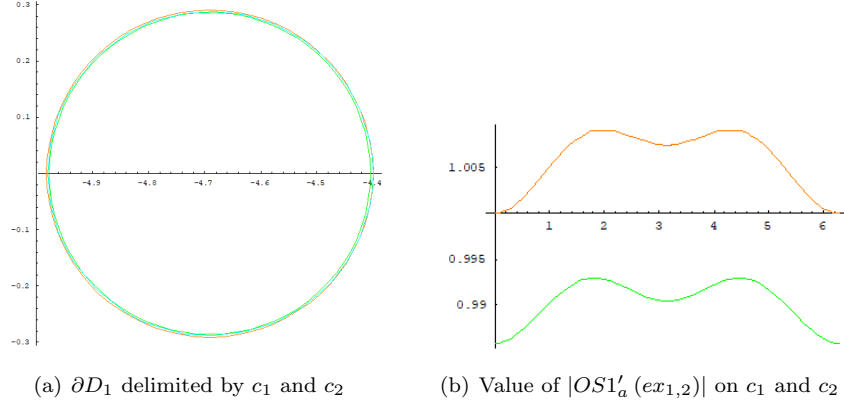 0.3
0.2
0.1
-4.9 -4.8 -4.7 -4.6 -4.5 -4.4
-0.1
-0.2
-0.3
1.005
1 2 3 4 5 6
0.995
0.99
(a) ∂D₁ delimited by c₁ and c₂
(b) Value of |OS1′ₐ (ex₁,₂)| on c₁ and c₂